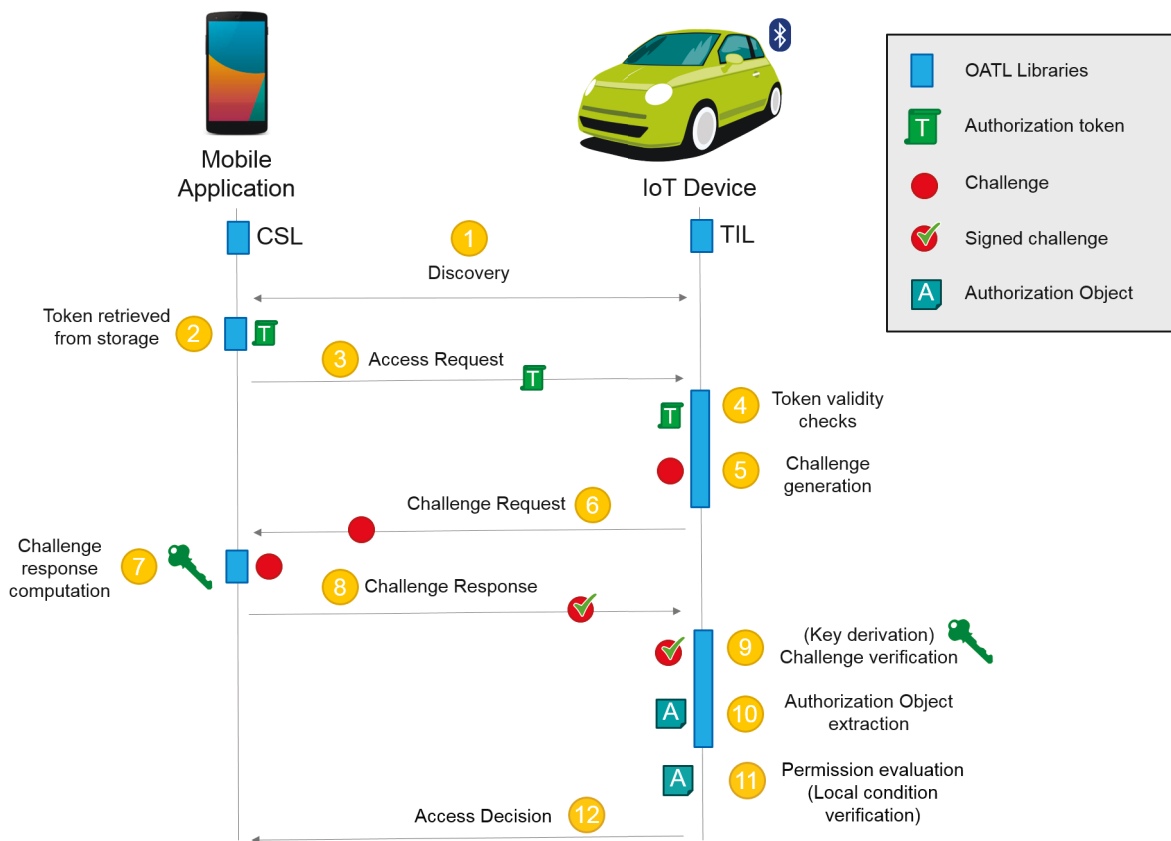 Mobile
Application
IoT Device
OATL Libraries
T
Authorization token
Challenge
Signed challenge
A
Authorization Object
CSL
TIL
1
Discovery
Token retrieved
from storage
2
T
3
Access Request
T
T
4
Token validity
checks
5
Challenge
generation
Challenge Request
6
Challenge
response
computation
7
8
Challenge Response
9
(Key derivation)
Challenge verification
A
10
Authorization Object
extraction
A
11
Permission evaluation
(Local condition
verification)
Access Decision
12